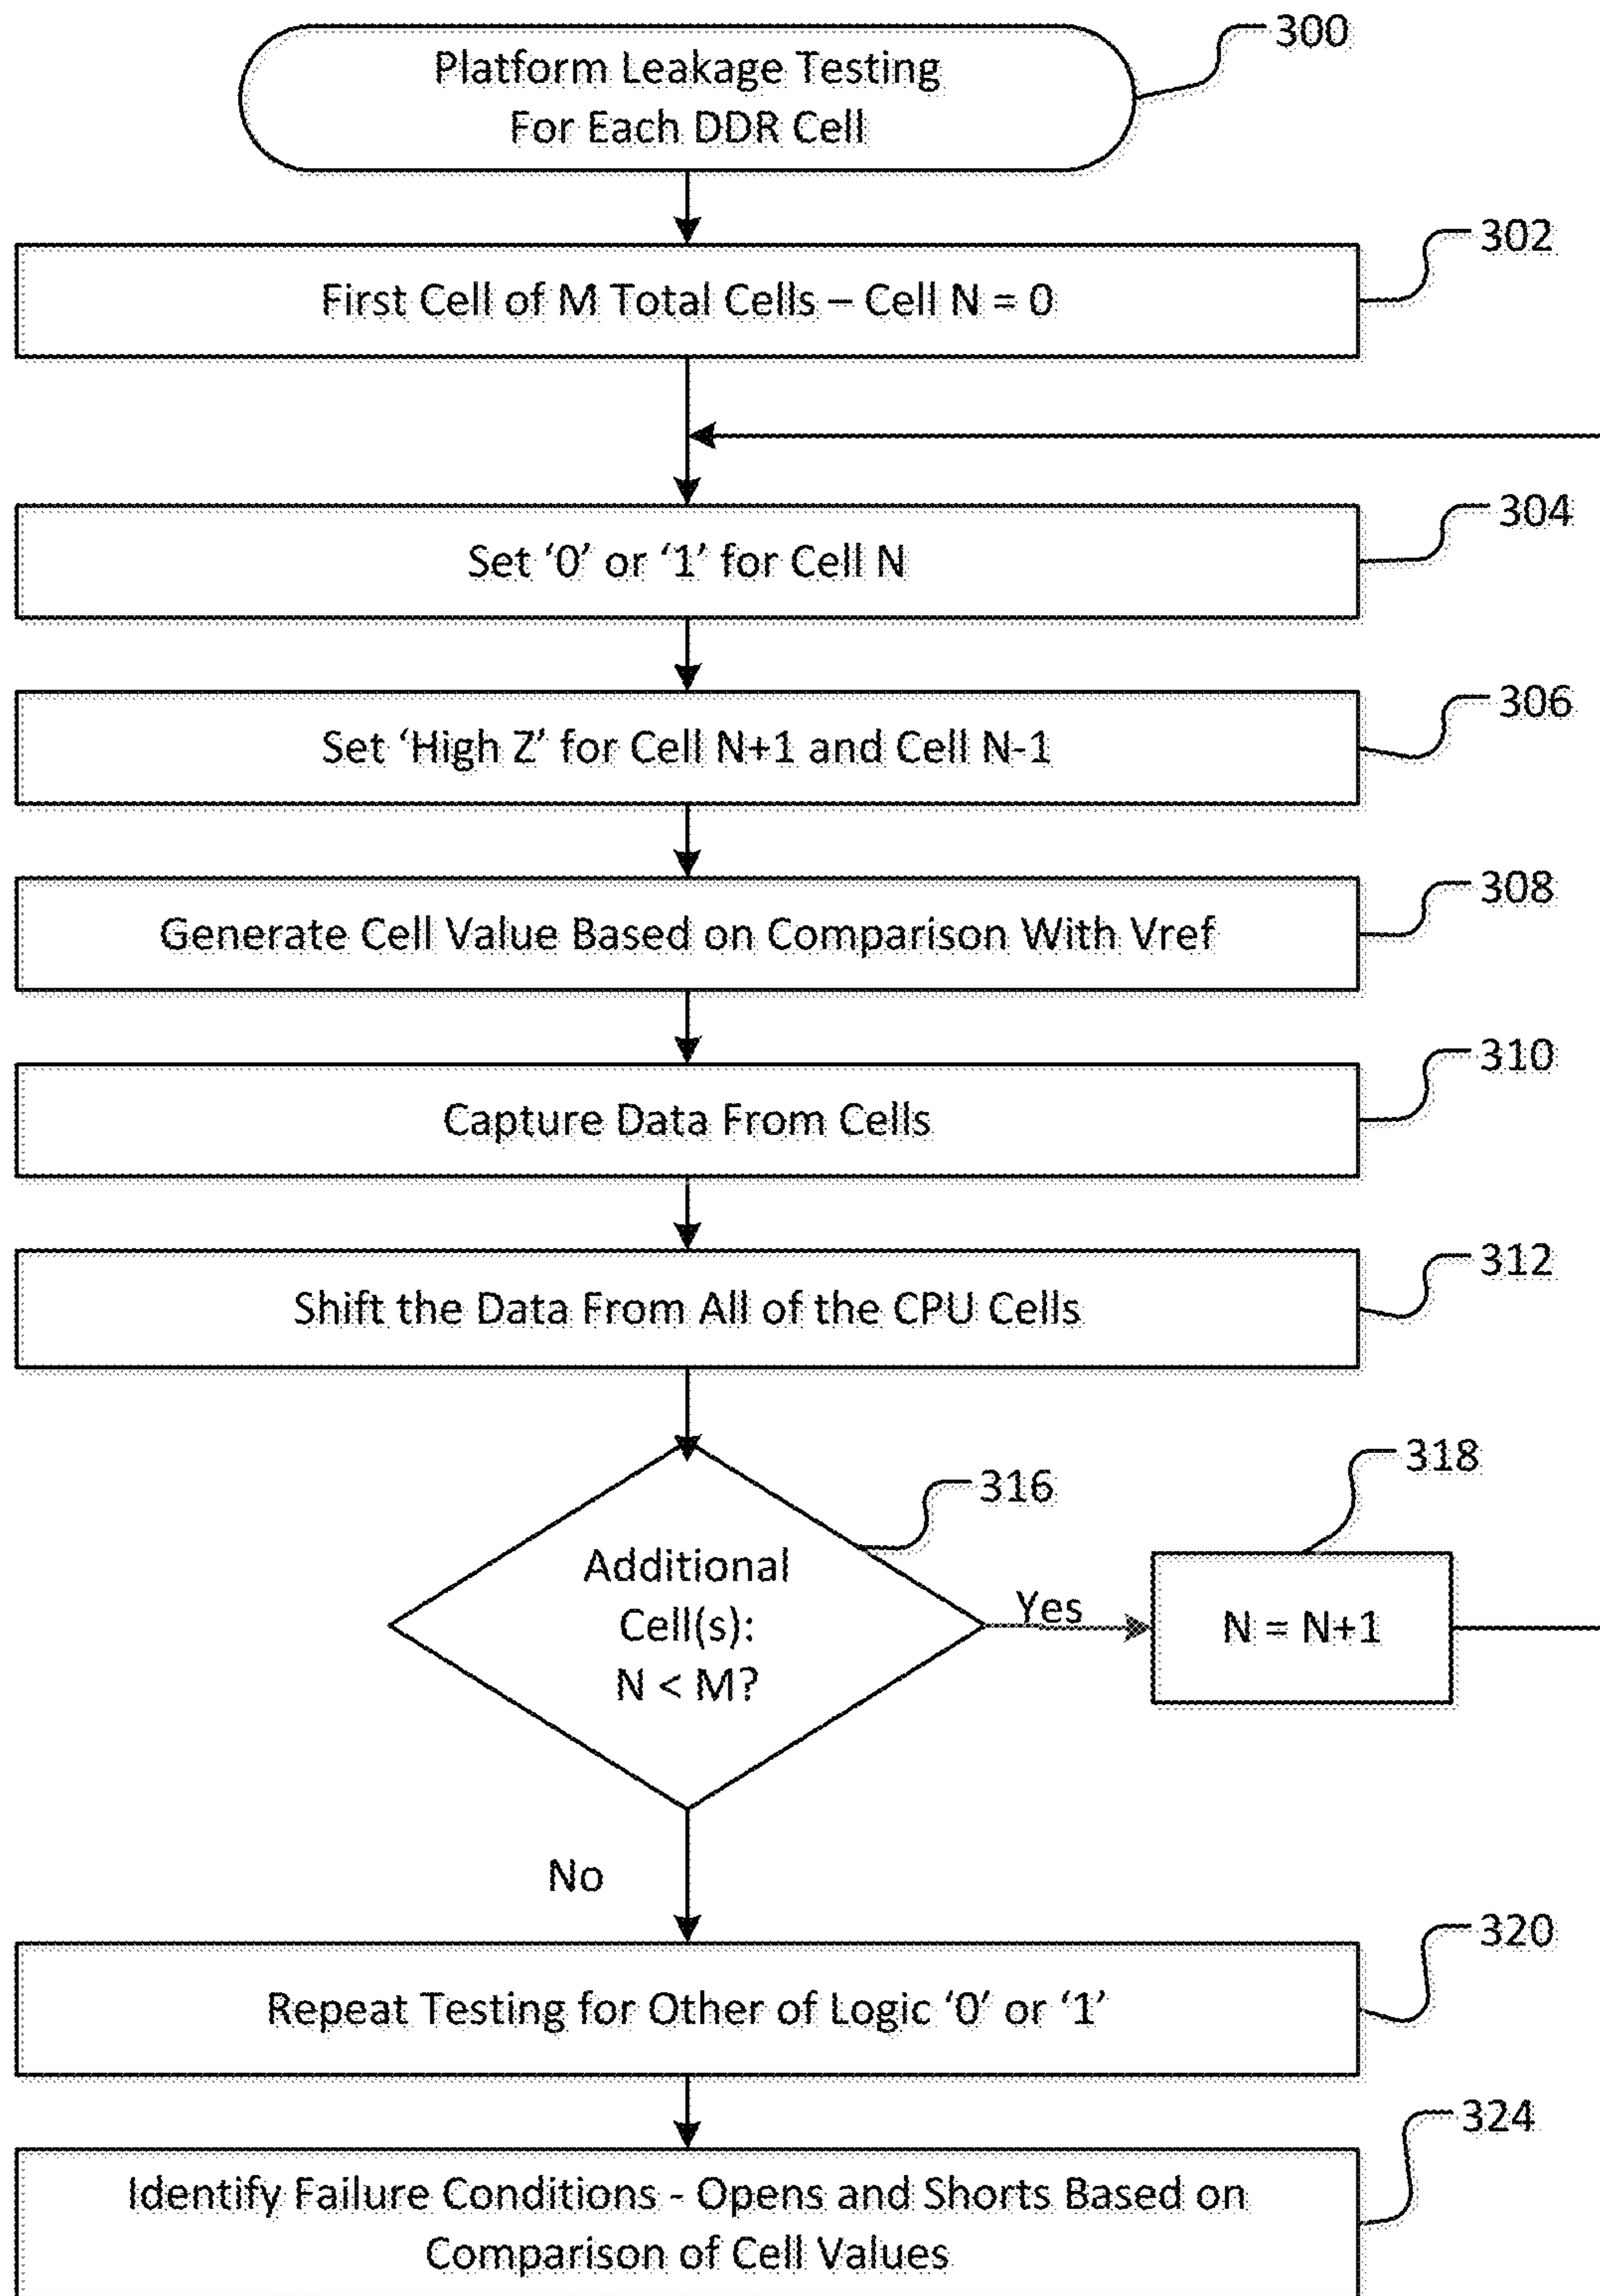 Platform Leakage Testing
For Each DDR Cell
300
First Cell of M Total Cells – Cell N = 0
302
Set ‘0’ or ‘1’ for Cell N
304
Set ‘High Z’ for Cell N+1 and Cell N-1
306
Generate Cell Value Based on Comparison With Vref
308
Capture Data From Cells
310
Shift the Data From All of the CPU Cells
312
Additional
Cell(s):
N < M?
316
Yes
N = N+1
318
No
Repeat Testing for Other of Logic ‘0’ or ‘1’
320
Identify Failure Conditions - Opens and Shorts Based on
Comparison of Cell Values
324